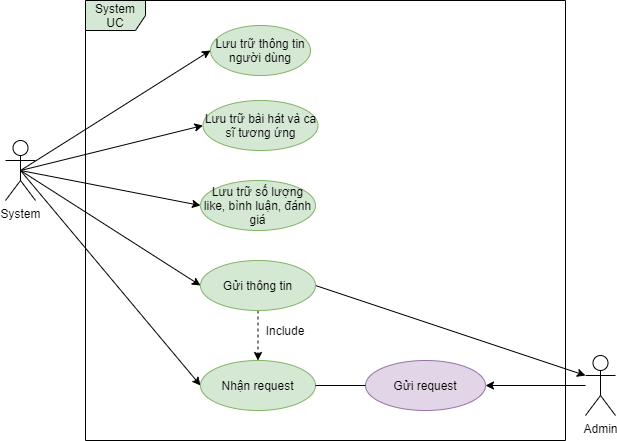 System
UC
Lưu trữ thông tin
người dùng
Lưu trữ bài hát và ca
sĩ tương ứng
Lưu trữ số lượng
like, bình luận, đánh
giá
System
Gửi thông tin
Include
Nhận request
Gửi request
Admin